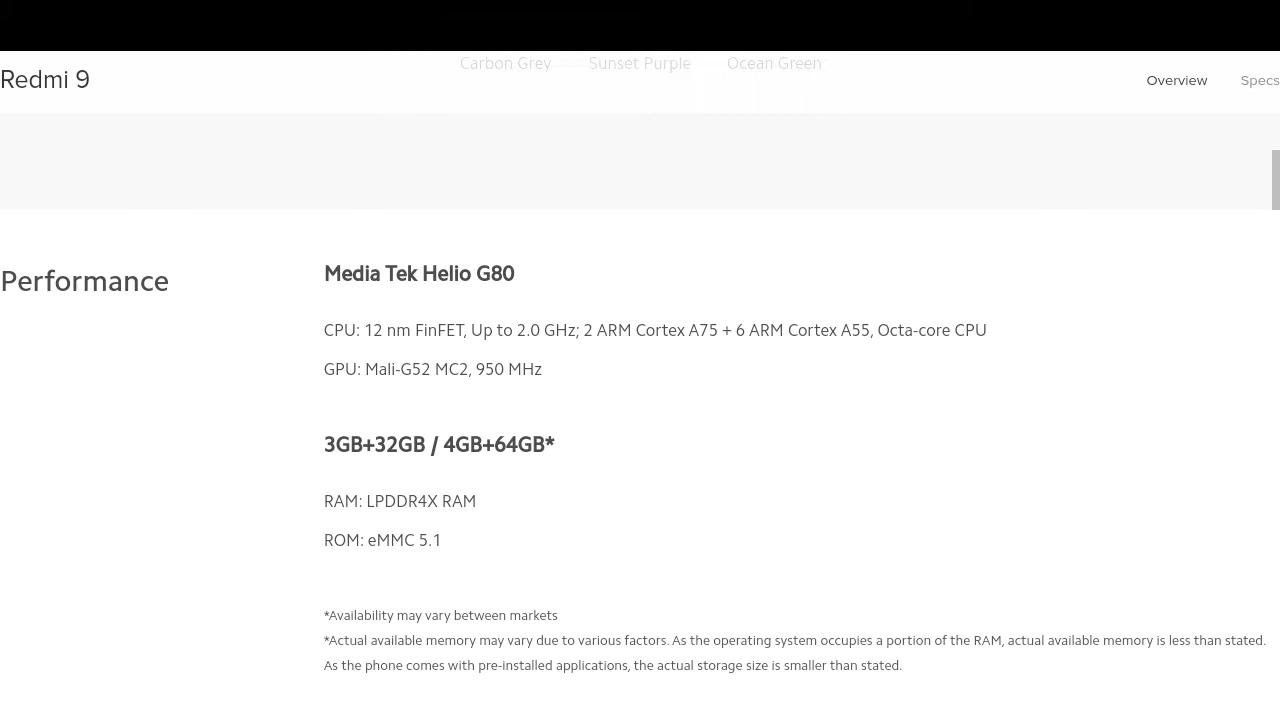 Carbon Grey Sunset Purple Ocean Green
Redmi 9
Overview Specs
Performance
Media Tek Helio G80
CPU: 12 nm FinFET, Up to 2.0 GHz; 2 ARM Cortex A75 + 6 ARM Cortex A55, Octa-core CPU
GPU: Mali-G52 MC2, 950 MHz
3GB+32GB / 4GB+64GB*
RAM: LPDDR4X RAM
ROM: eMMC 5.1
*Availability may vary between markets
*Actual available memory may vary due to various factors. As the operating system occupies a portion of the RAM, actual available memory is less than stated.
As the phone comes with pre-installed applications, the actual storage size is smaller than stated.